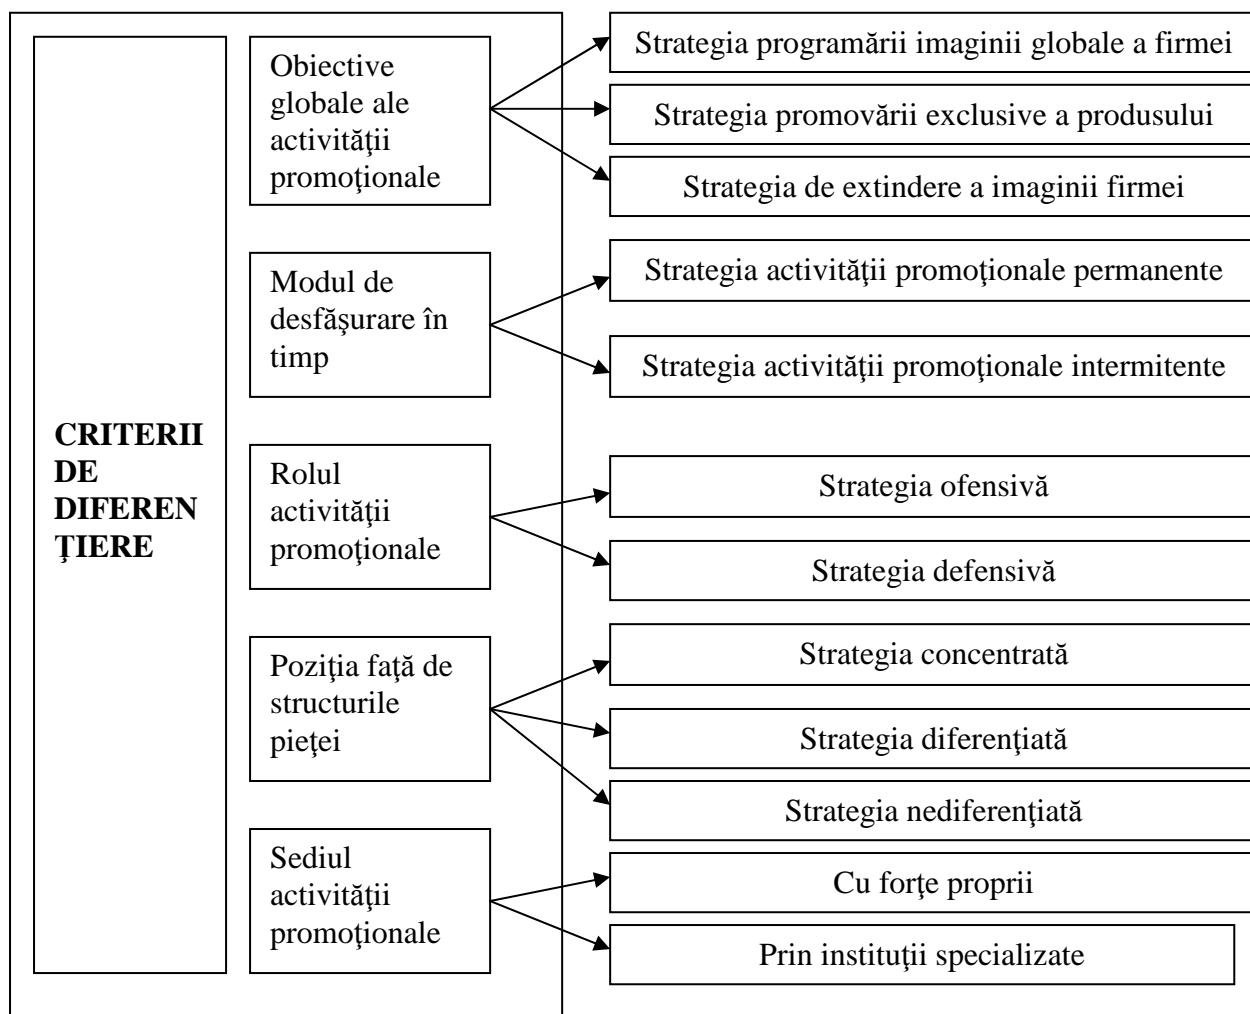 CRITERII
DE
DIFEREN
ŢIERE
Obiective
globale ale
activităţii
promoţionale
Strategia programării imaginii globale a firmei
Strategia promovării exclusive a produsului
Strategia de extindere a imaginii firmei
Modul de
desfăşurare în
timp
Strategia activităţii promoţionale permanente
Strategia activităţii promoţionale intermitente
Rolul
activităţii
promoţionale
Strategia ofensivă
Strategia defensivă
Poziţia faţă de
structurile
pieţei
Strategia concentrată
Strategia diferenţiată
Strategia nediferenţiată
Sediul
activităţii
promoţionale
Cu forţe proprii
Prin instituţii specializate